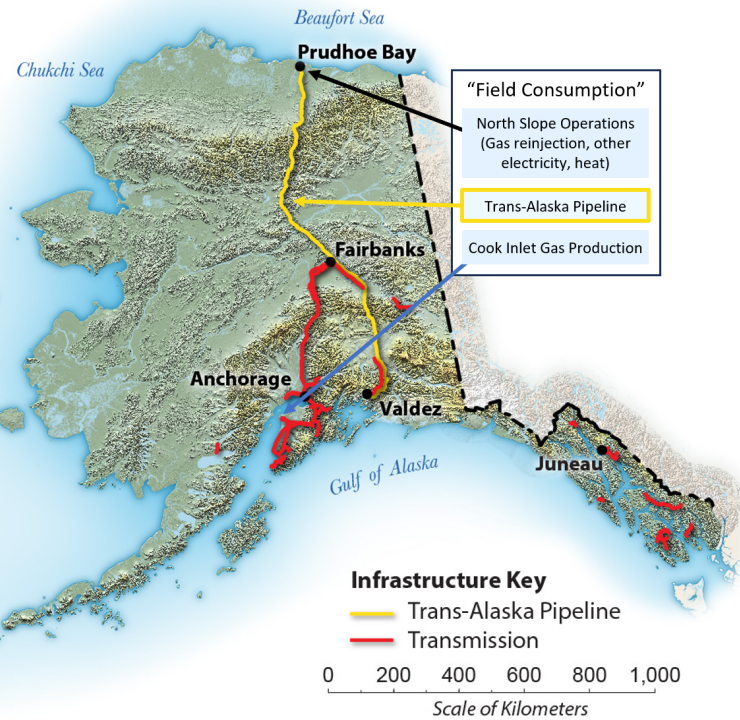 Beaufort Sea
Prudhoe Bay
Chukchi Sea
“Field Consumption”
North Slope Operations
(Gas reinjection, other
electricity, heat)
Trans-Alaska Pipeline
Cook Inlet Gas Production
Fairbanks
Anchorage
Valdez
Juneau
Gulf of Alaska
Infrastructure Key
Trans-Alaska Pipeline
Transmission
0 200 400 600 800 1,000
Scale of Kilometers